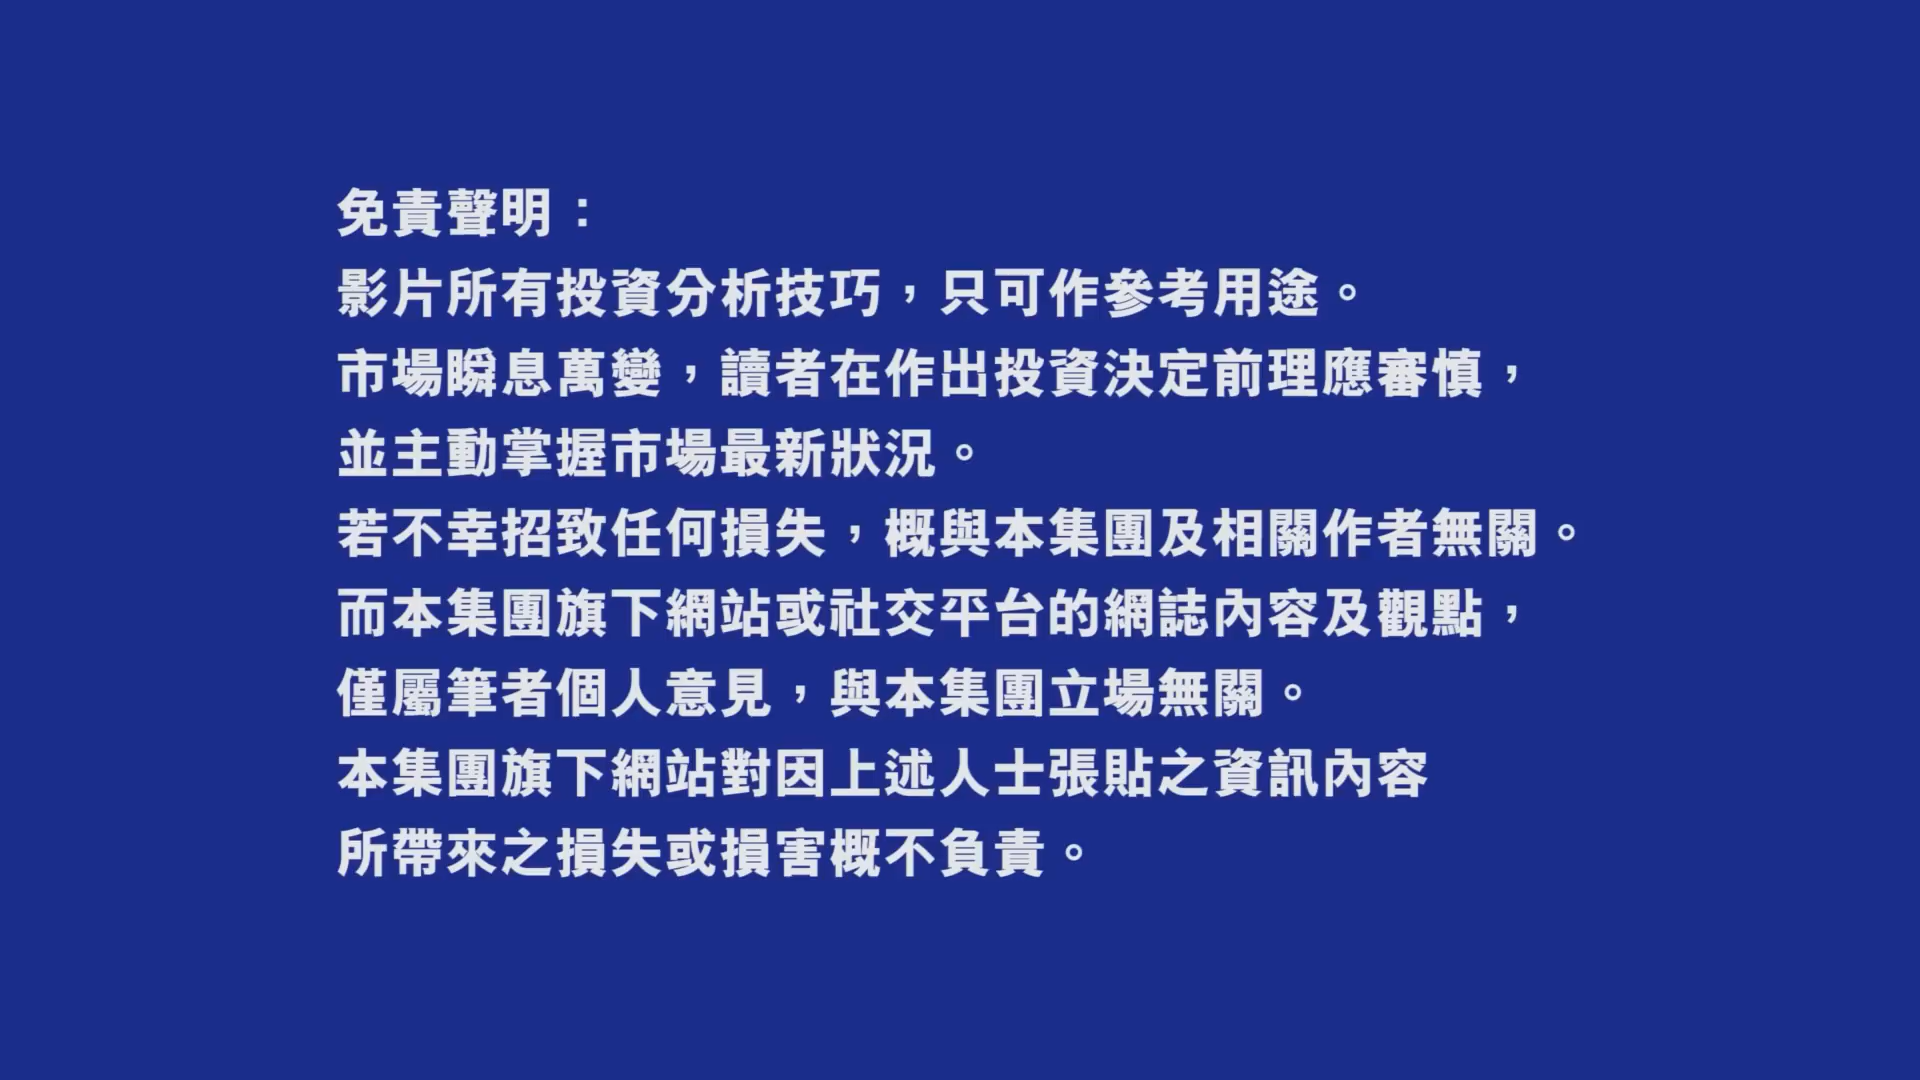 免責聲明：
影片所有投資分析技巧，只可作參考用途。
市場瞬息萬變，讀者在作出投資決定前理應審慎，
並主動掌握市場最新狀況。
若不幸招致任何損失，概與本集團及相關作者無關。
而本集團旗下網站或社交平台的網誌內容及觀點，
僅屬筆者個人意見，與本集團立場無關。
本集團旗下網站對因上述人士張貼之資訊內容
所帶來之損失或損害概不負責。